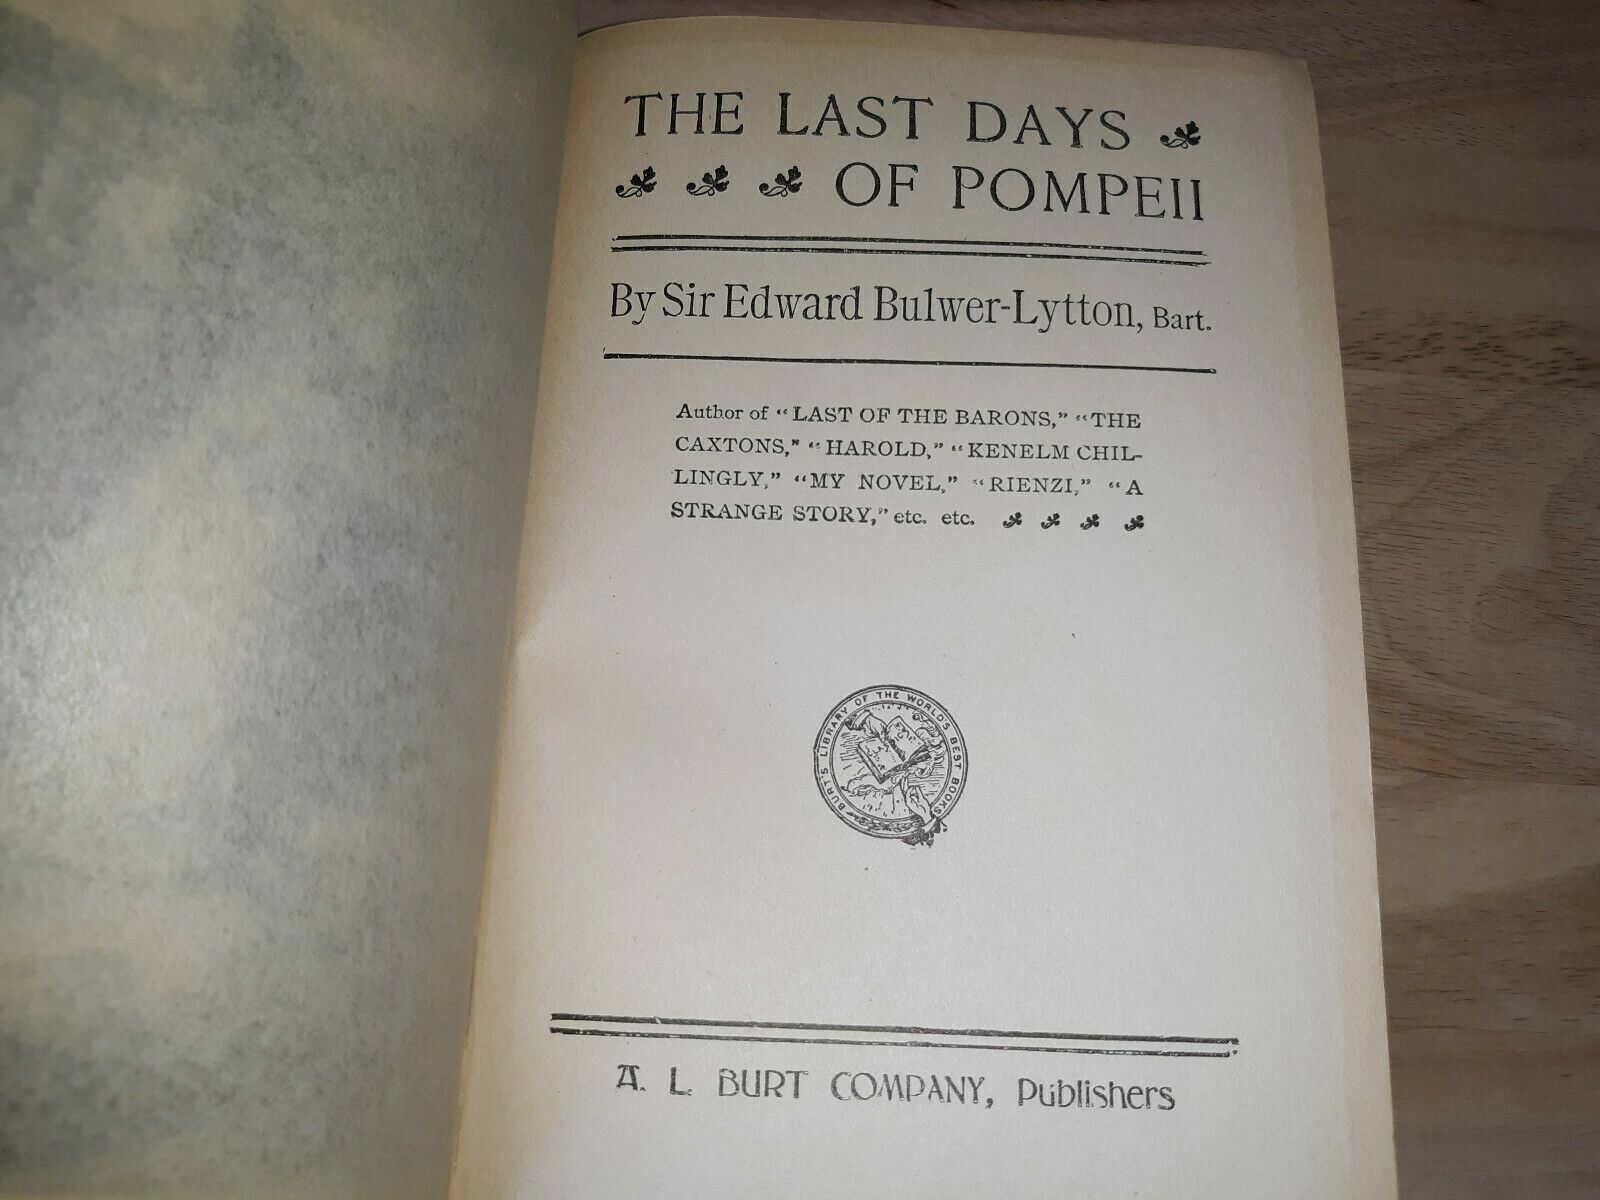 THE LAST DAYS
OF POMPEII
By Sir Edward Bulwer-Lytton, Bart.
Author of "LAST OF THE BARONS," "THE
CAXTONS," "HAROLD," "KENELM CHIL-
LINGLY," "MY NOVEL," "RIENZI," "A
STRANGE STORY," etc. etc.
BURT'S LIBRARY OF THE WORLD'S BEST BOOKS
A. L. BURT COMPANY, Publishers